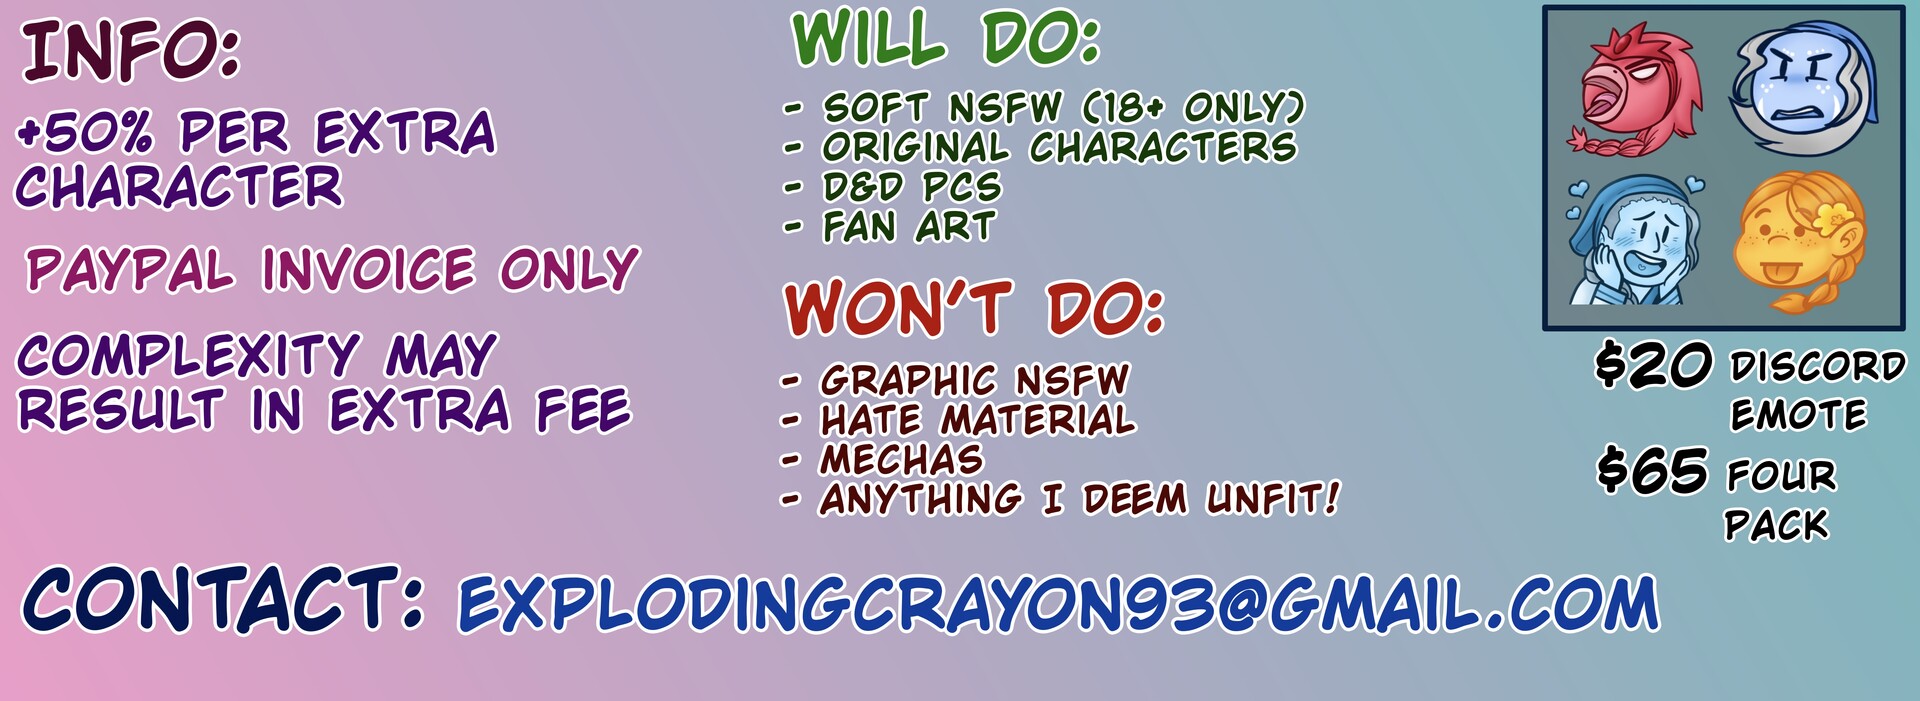 INFO:
+50% PER EXTRA
CHARACTER
PAYPAL INVOICE ONLY
COMPLEXITY MAY
RESULT IN EXTRA FEE
WILL DO:
- SOFT NSFW (18+ ONLY)
- ORIGINAL CHARACTERS
- D&D PCS
- FAN ART
WON'T DO:
- GRAPHIC NSFW
- HATE MATERIAL
- MECHAS
- ANYTHING I DEEM UNFIT!
$20 DISCORD
EMOTE
$65 FOUR
PACK
CONTACT: EXPLODINGCRAYON93@GMAIL.COM